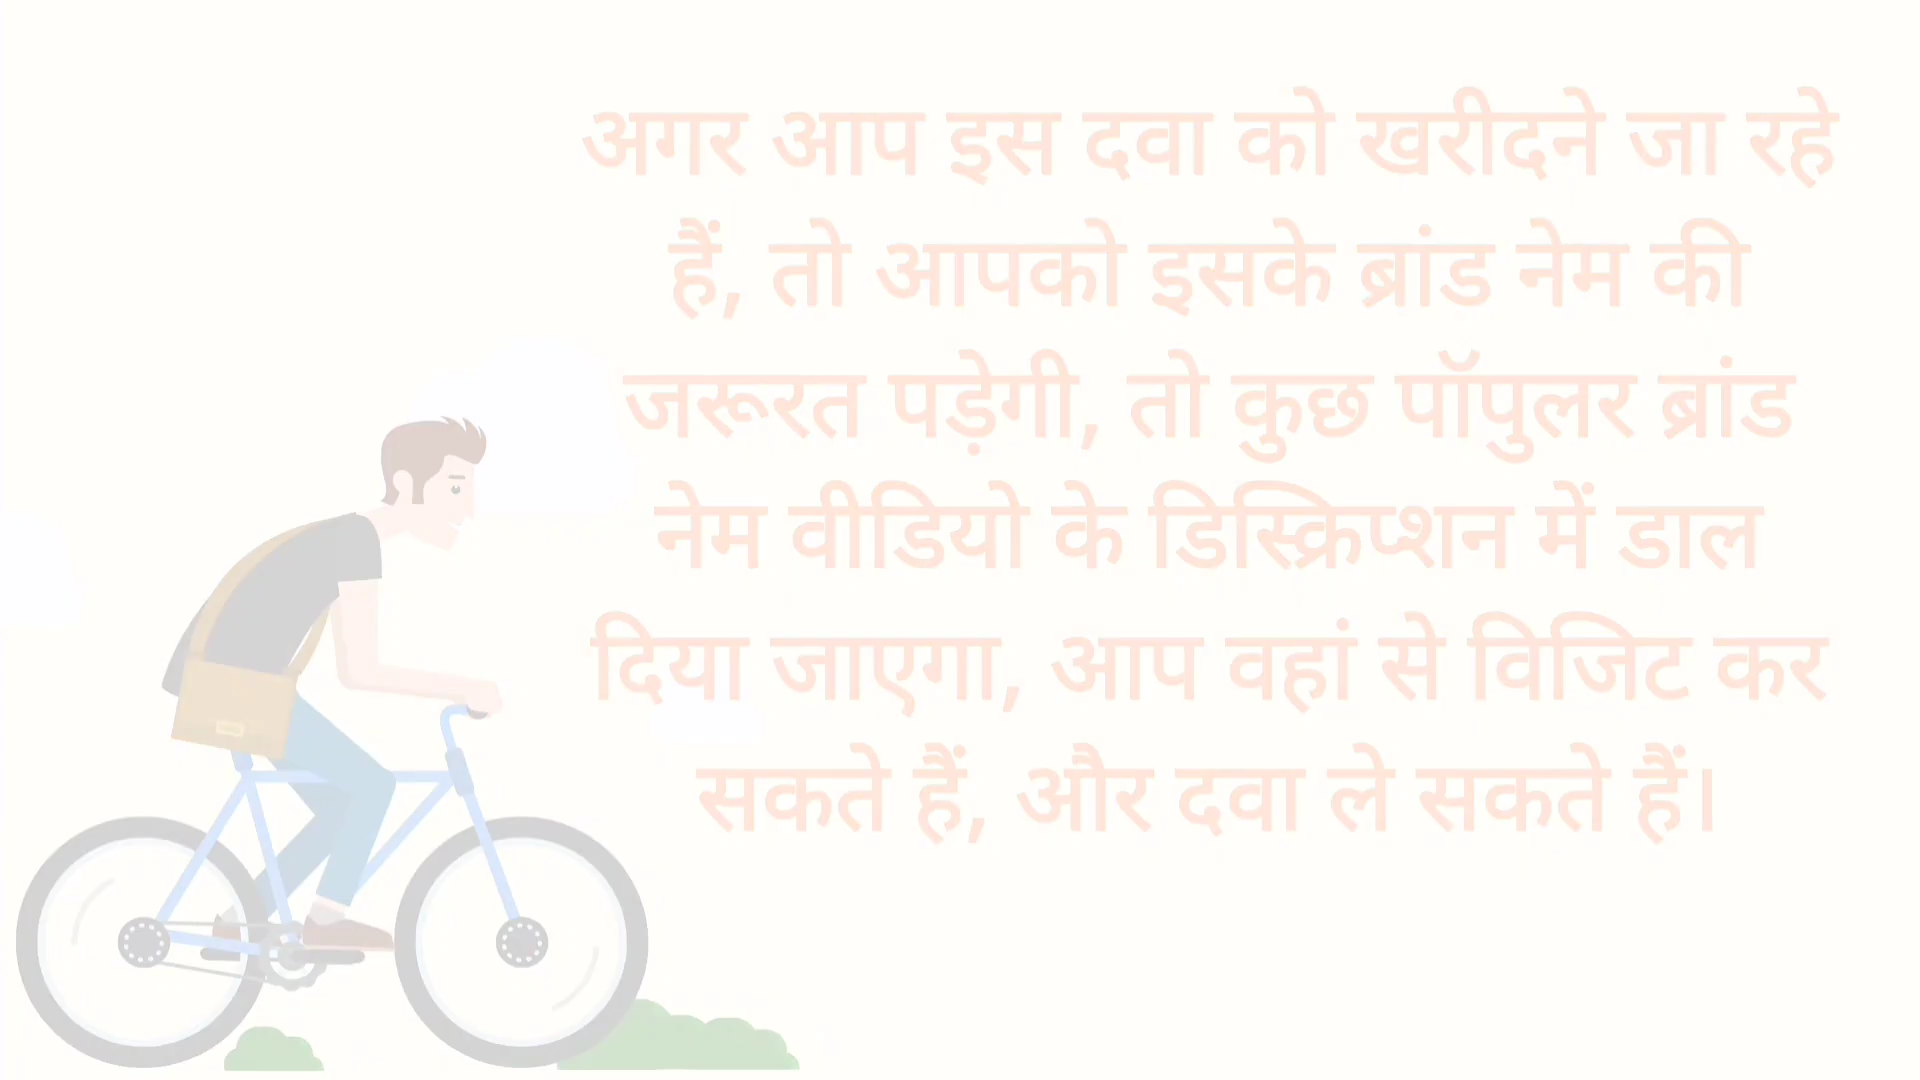 अगर आप इस दवा को खरीदने जा रहे
हैं, तो आपको इसके ब्रांड नेम की
जरूरत पड़ेगी, तो कुछ पॉपुलर ब्रांड
नेम वीडियो के डिस्क्रिप्शन में डाल
दिया जाएगा, आप वहां से विजिट कर
सकते हैं, और दवा ले सकते हैं।